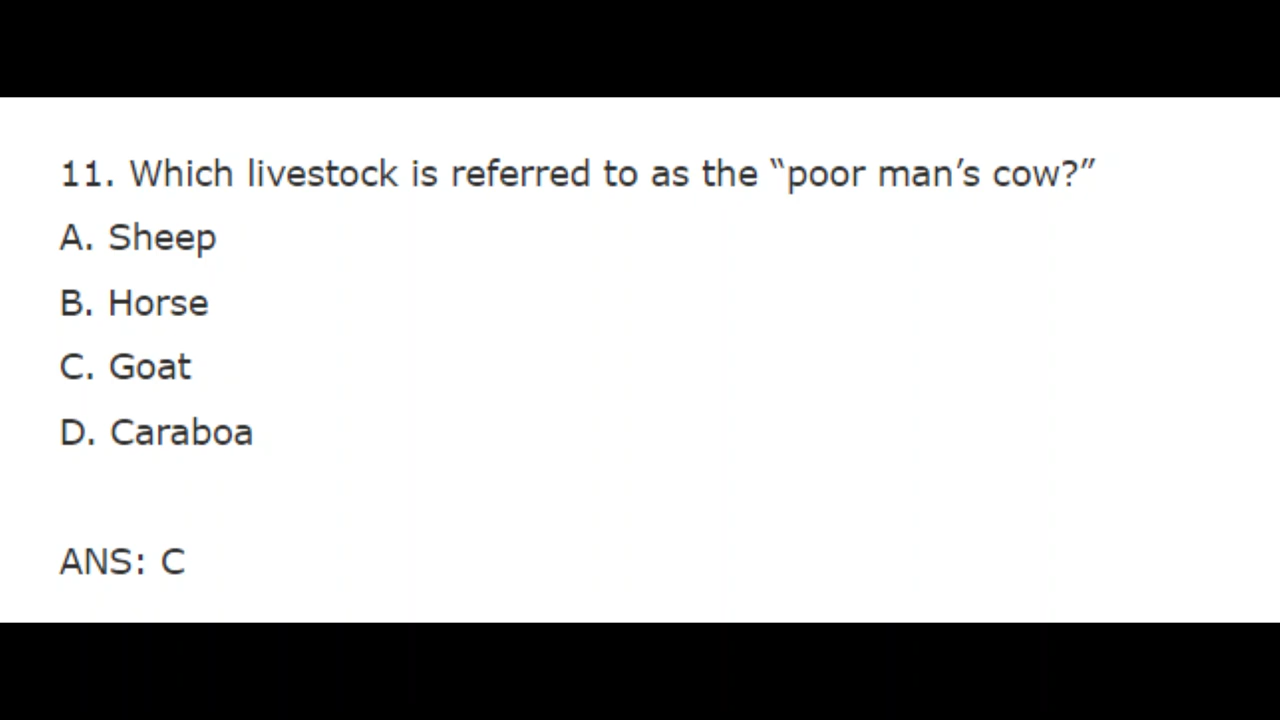 11. Which livestock is referred to as the “poor man’s cow?”
A. Sheep
B. Horse
C. Goat
D. Caraboa
ANS: C